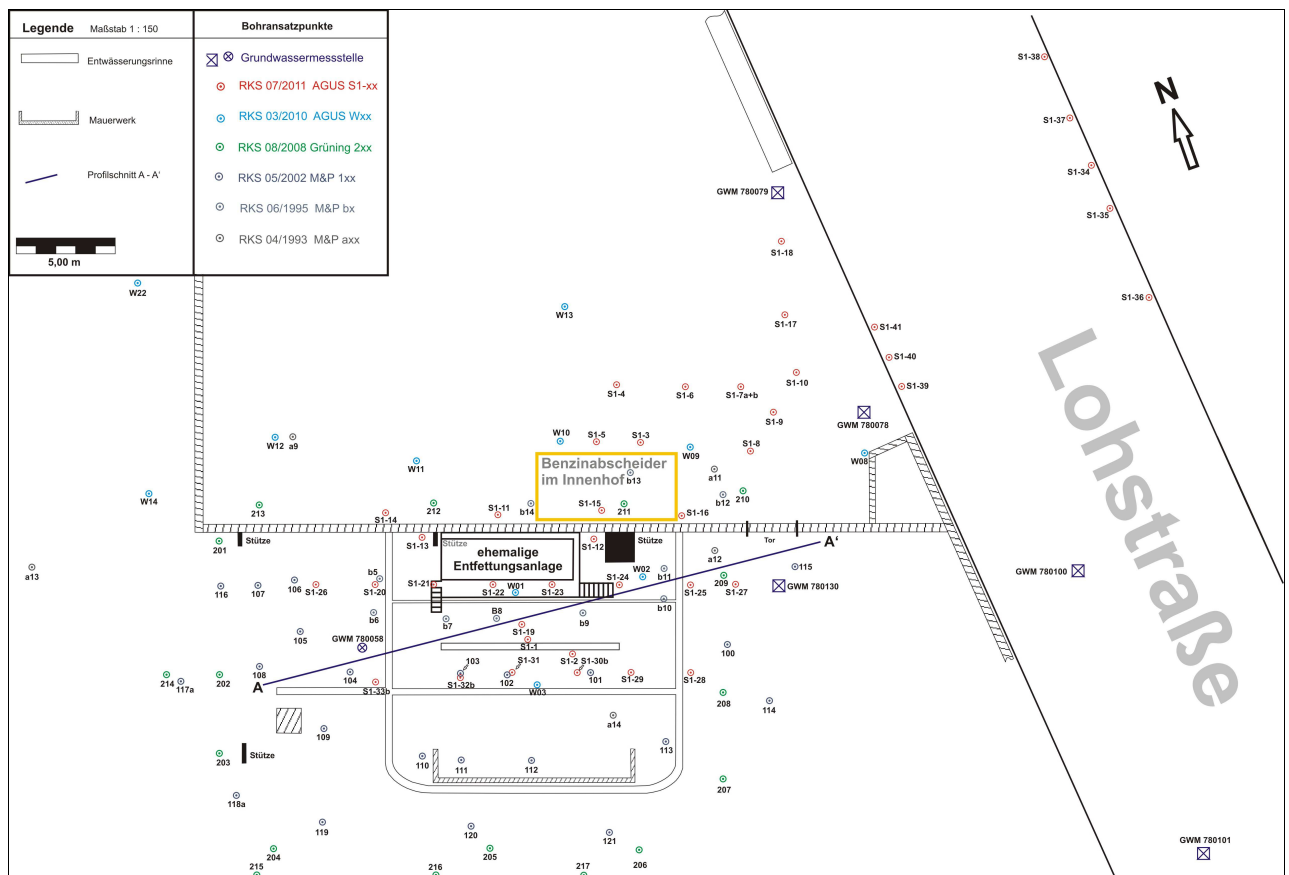 Legende Maßstab 1 : 150
Entwässerungsrinne
Mauerwerk
Profilschnitt A - A'
5,00 m
Bohransatzpunkte
Grundwassermessstelle
RKS 07/2011 AGUS S1-xx
RKS 03/2010 AGUS Wxx
RKS 08/2008 Grüning 2xx
RKS 05/2002 M&P 1xx
RKS 06/1995 M&P bx
RKS 04/1993 M&P axx
N
S1-38
S1-37
S1-34
S1-35
S1-36
GWM 780079
S1-18
W22
W13
S1-17
S1-41
S1-40
S1-39
S1-10
S1-4
S1-6
S1-7a+b
S1-9
GWM 780078
Lohstraße
W12
a9
W10
S1-5
S1-3
W09
S1-8
W08
W11
Benzinabscheider
im Innenhof
b13
a11
W14
213
S1-14
212
S1-11
b14
S1-15
211
S1-16
b12
210
201
Stütze
S1-13
Stütze
ehemalige
Entfettungsanlage
S1-12
Stütze
Tor
A'
a13
116
107
106
S1-26
b5
S1-20
S1-21
S1-22
W01
S1-23
S1-24
W02
b11
a12
209
S1-25
S1-27
115
GWM 780130
GWM 780100
105
b6
b7
B8
b9
b10
S1-19
GWM 780058
S1-1
100
214
117a
202
108
A
104
S1-33b
103
S1-32b
102
S1-31
S1-2
S1-30b
101
W03
S1-29
S1-28
208
114
109
a14
203
Stütze
110
111
112
113
207
118a
119
120
121
GWM 780101
204
205
206
215
216
217